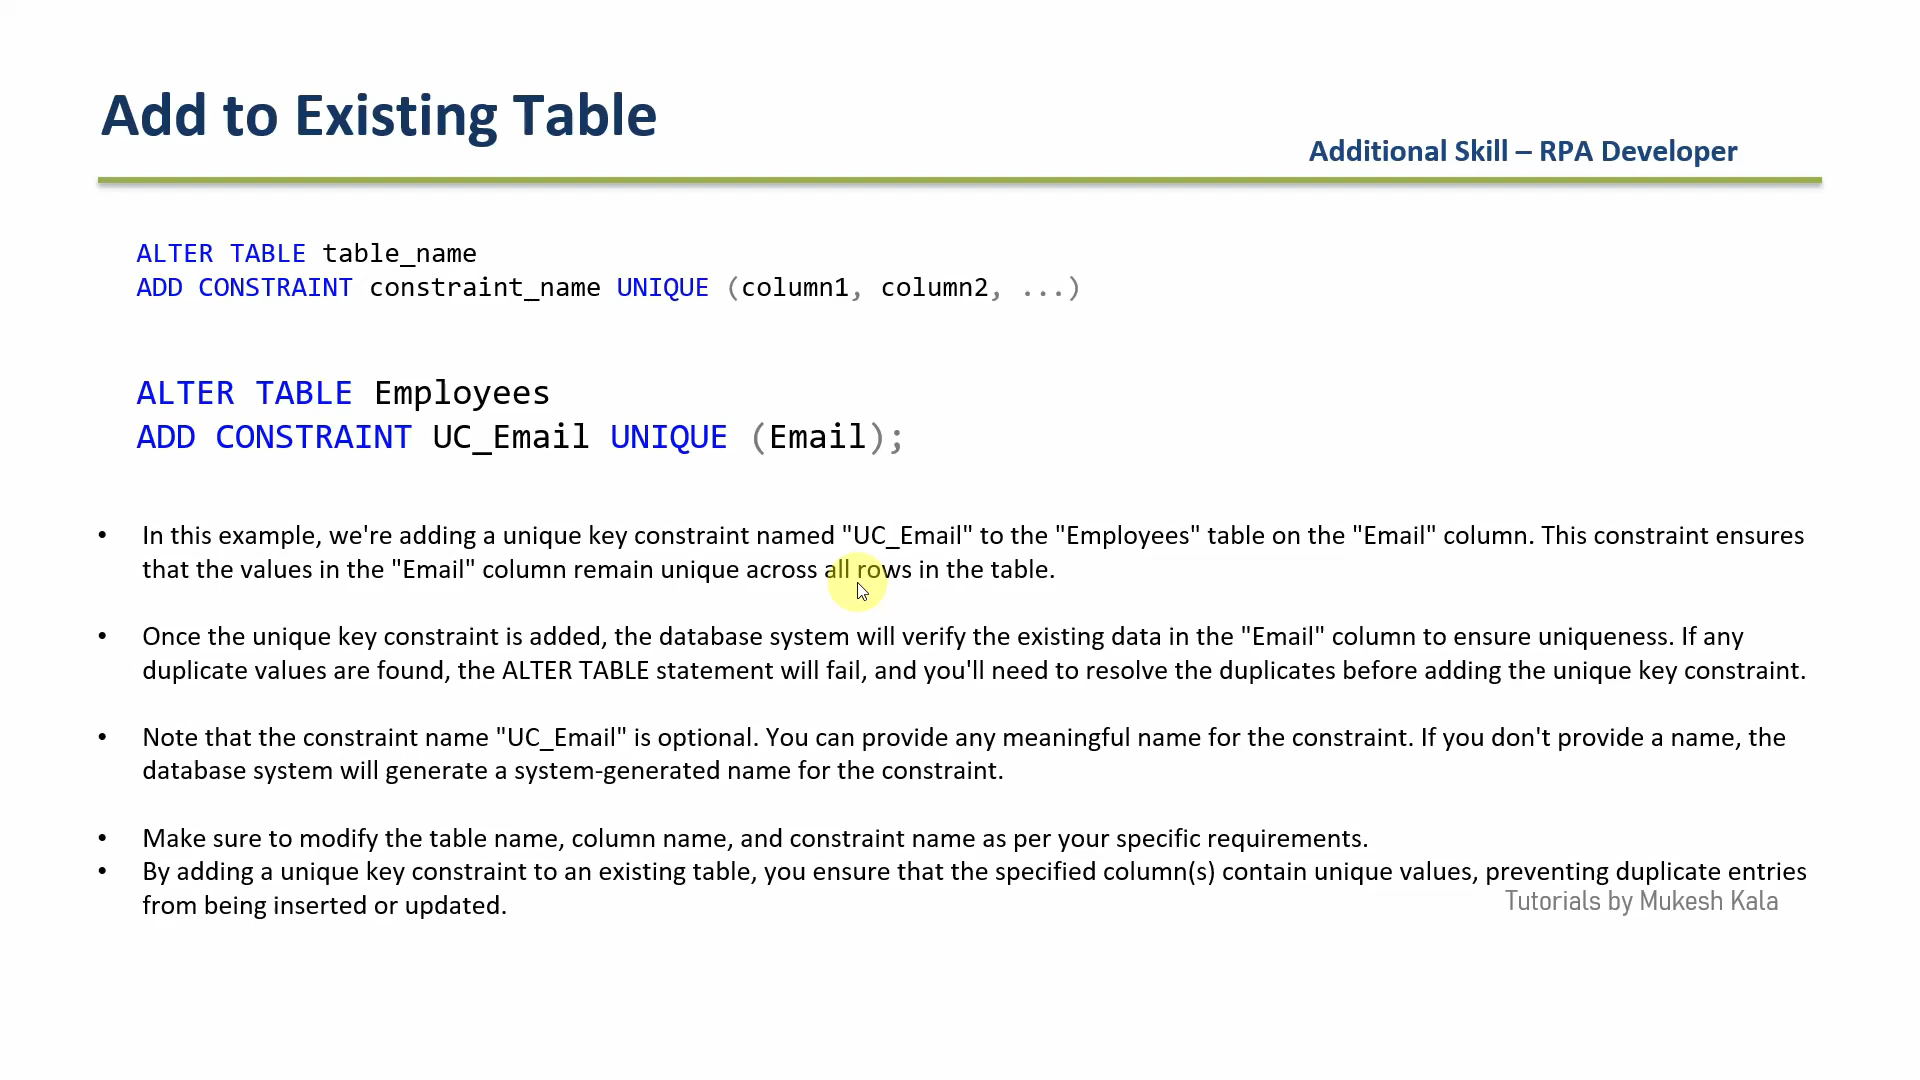 Add to Existing Table
Additional Skill – RPA Developer
ALTER TABLE table_name
ADD CONSTRAINT constraint_name UNIQUE (column1, column2, ...)
ALTER TABLE Employees
ADD CONSTRAINT UC_Email UNIQUE (Email);
• In this example, we're adding a unique key constraint named "UC_Email" to the "Employees" table on the "Email" column. This constraint ensures
that the values in the "Email" column remain unique across all rows in the table.
• Once the unique key constraint is added, the database system will verify the existing data in the "Email" column to ensure uniqueness. If any
duplicate values are found, the ALTER TABLE statement will fail, and you'll need to resolve the duplicates before adding the unique key constraint.
• Note that the constraint name "UC_Email" is optional. You can provide any meaningful name for the constraint. If you don't provide a name, the
database system will generate a system-generated name for the constraint.
• Make sure to modify the table name, column name, and constraint name as per your specific requirements.
• By adding a unique key constraint to an existing table, you ensure that the specified column(s) contain unique values, preventing duplicate entries
from being inserted or updated.
Tutorials by Mukesh Kala